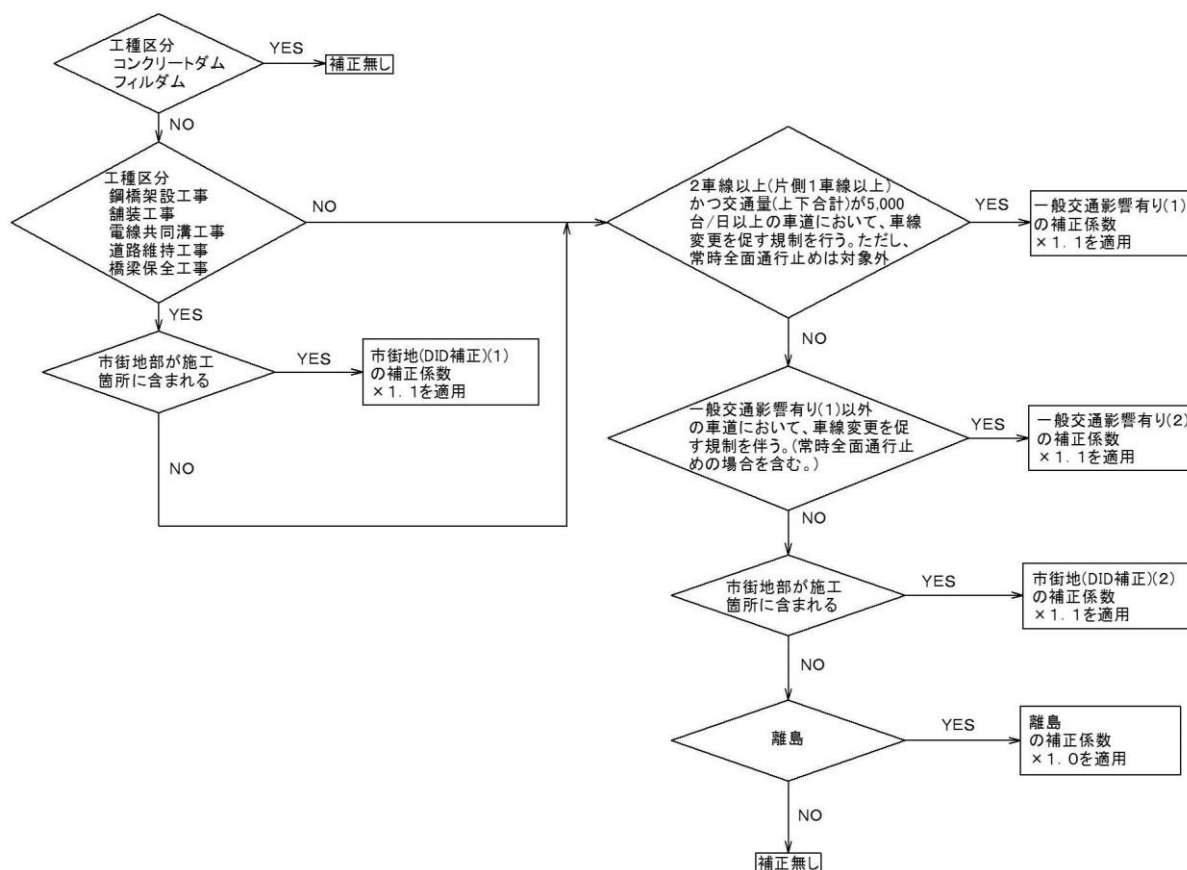 工種区分
コンクリートダム
フィルダム
YES
補正無し
NO
工種区分
鋼橋架設工事
舗装工事
電線共同溝工事
道路維持工事
橋梁保全工事
NO
YES
市街地部が施工
箇所に含まれる
YES
市街地(DID補正)(1)
の補正係数
×1.1を適用
NO
2車線以上(片側1車線以上)
かつ交通量(上下合計)が5,000
台/日以上の車道において、車線
変更を促す規制を行う。ただし、
常時全面通行止めは対象外
YES
一般交通影響有り(1)
の補正係数
×1.1を適用
NO
一般交通影響有り(1)以外
の車道において、車線変更を促
す規制を伴う。(常時全面通行止
めの場合を含む。)
YES
一般交通影響有り(2)
の補正係数
×1.1を適用
NO
市街地部が施工
箇所に含まれる
YES
市街地(DID補正)(2)
の補正係数
×1.1を適用
NO
離島
YES
離島
の補正係数
×1.0を適用
NO
補正無し